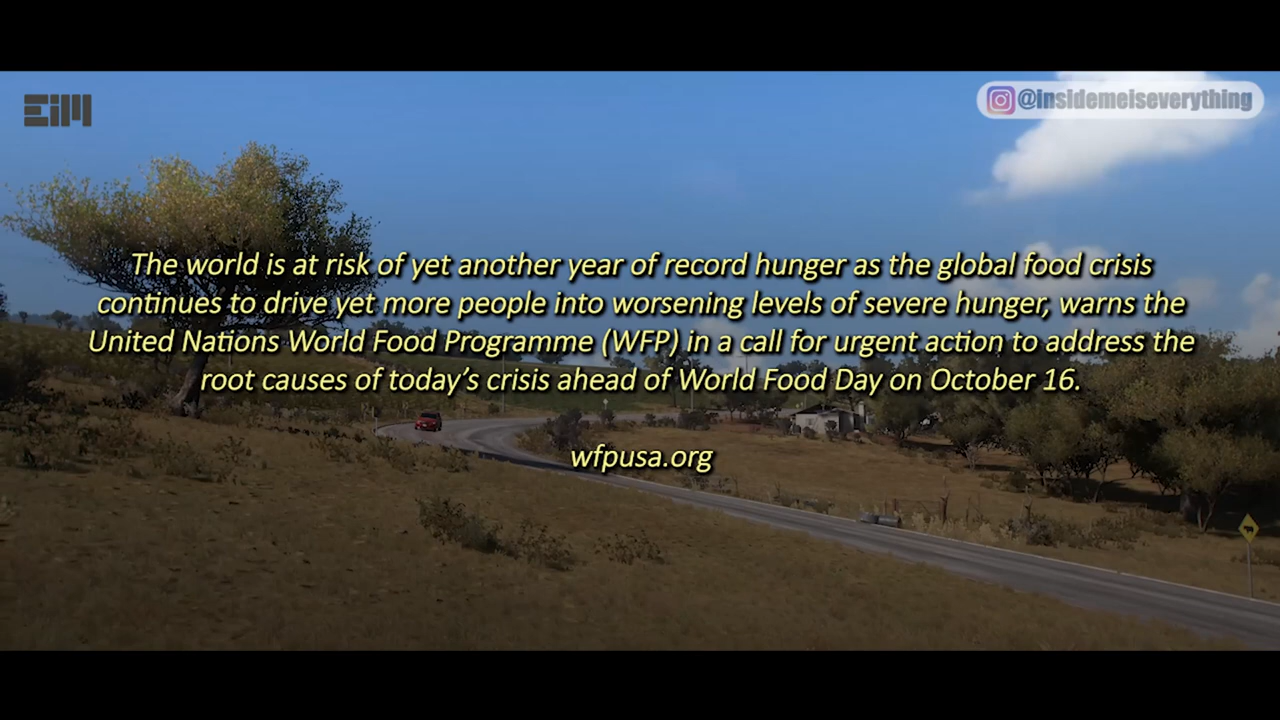 EiM
@insidemeiseverything
The world is at risk of yet another year of record hunger as the global food crisis
continues to drive yet more people into worsening levels of severe hunger, warns the
United Nations World Food Programme (WFP) in a call for urgent action to address the
root causes of today’s crisis ahead of World Food Day on October 16.
wfpusa.org